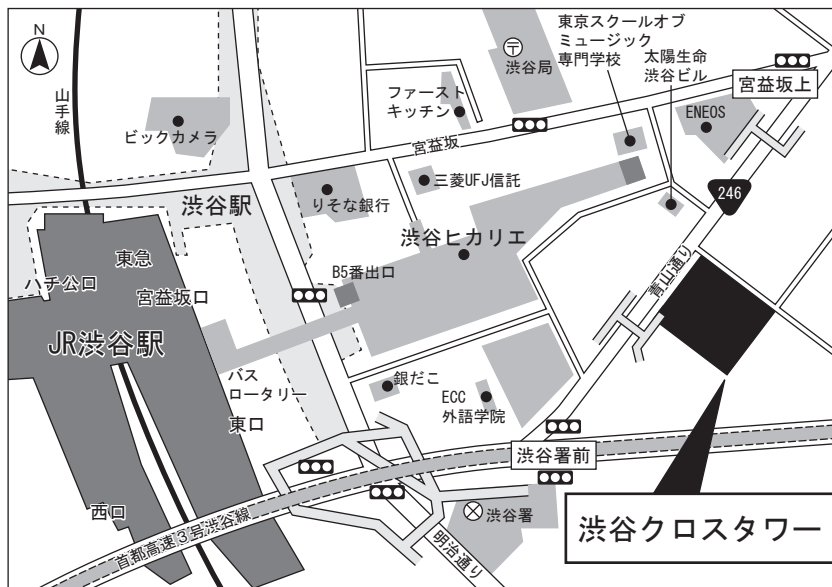 N
山手線
ビックカメラ
ファースト
キッチン
〒
渋谷局
東京スクールオブ
ミュージック
専門学校
太陽生命
渋谷ビル
宮益坂上
ENEOS
宮益坂
246
三菱UFJ信託
りそな銀行
渋谷駅
渋谷ヒカリエ
B5番出口
青山通り
東急
ハチ公口
宮益坂口
JR渋谷駅
バス
ロータリー
東口
銀だこ
ECC
外語学院
渋谷署前
西口
渋谷署
首都高速3号渋谷線
明治通り
渋谷クロスタワー